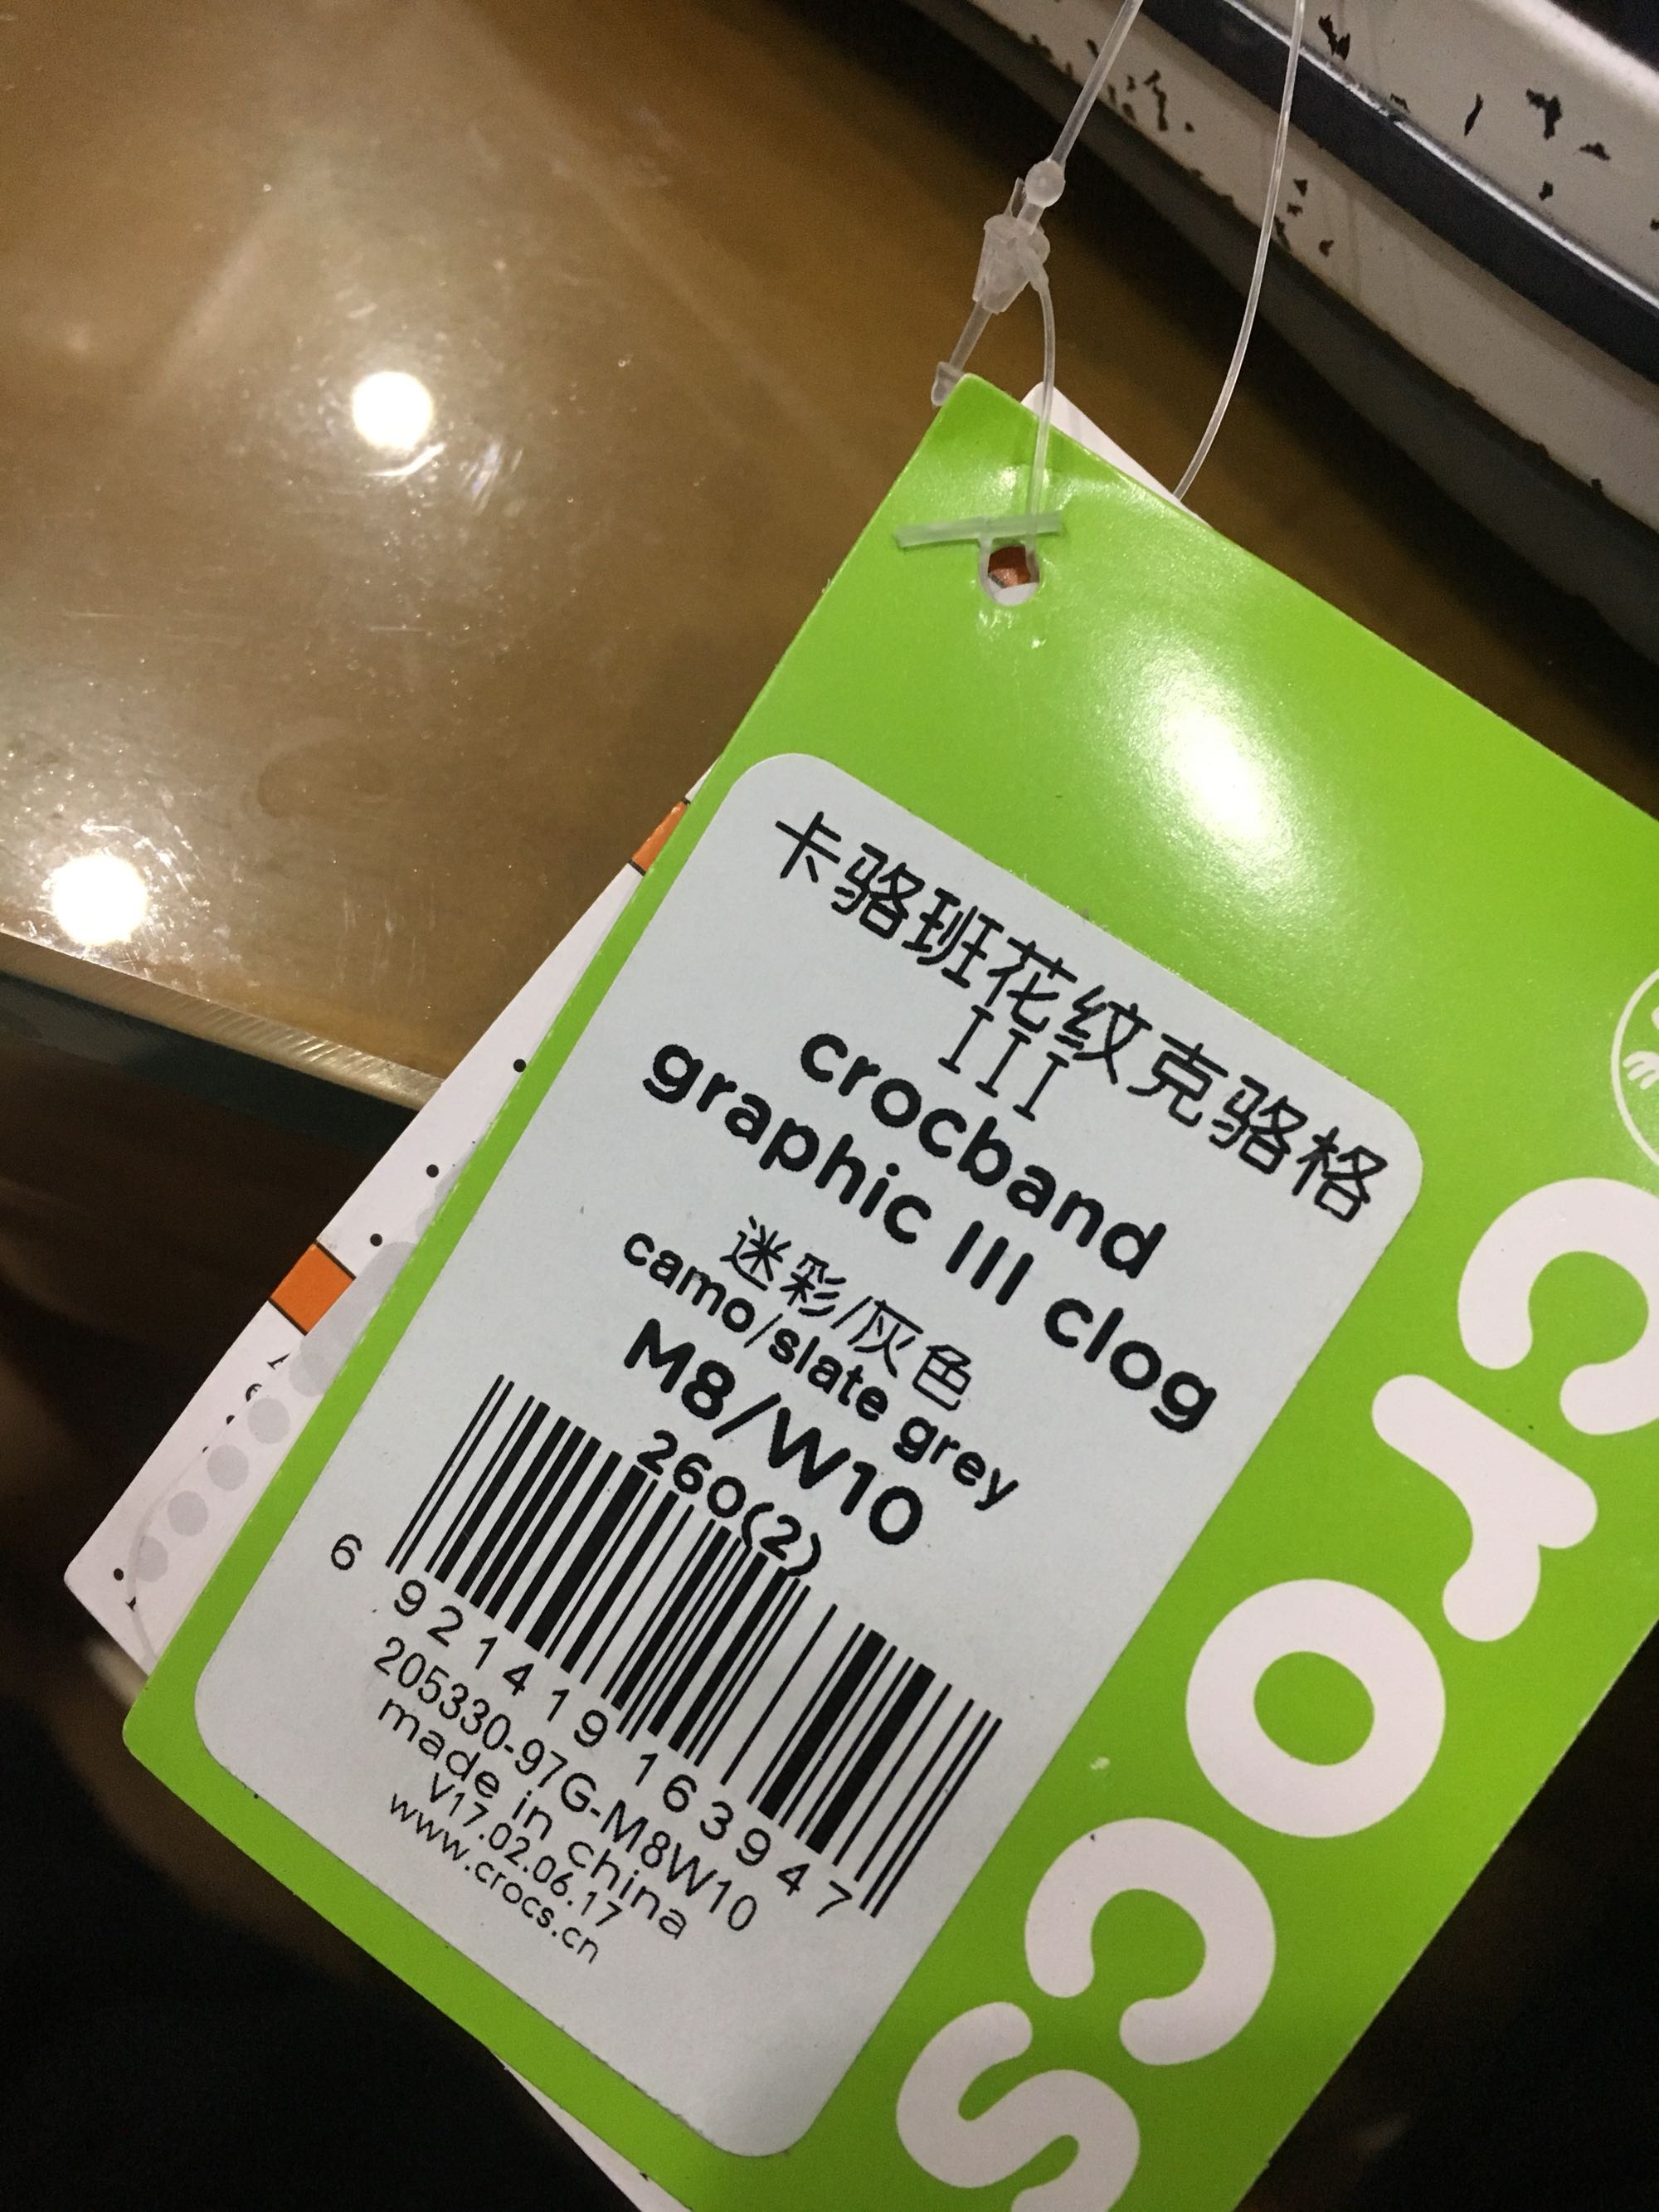 卡骆班花纹克骆格
III
crocband
graphic III clog
迷彩/灰色
camo/slate grey
M8/W10
260(2)
6 921419 163947
205330-97G-M8W10
made in china
V17.02.06.17
www.crocs.cn
crocs